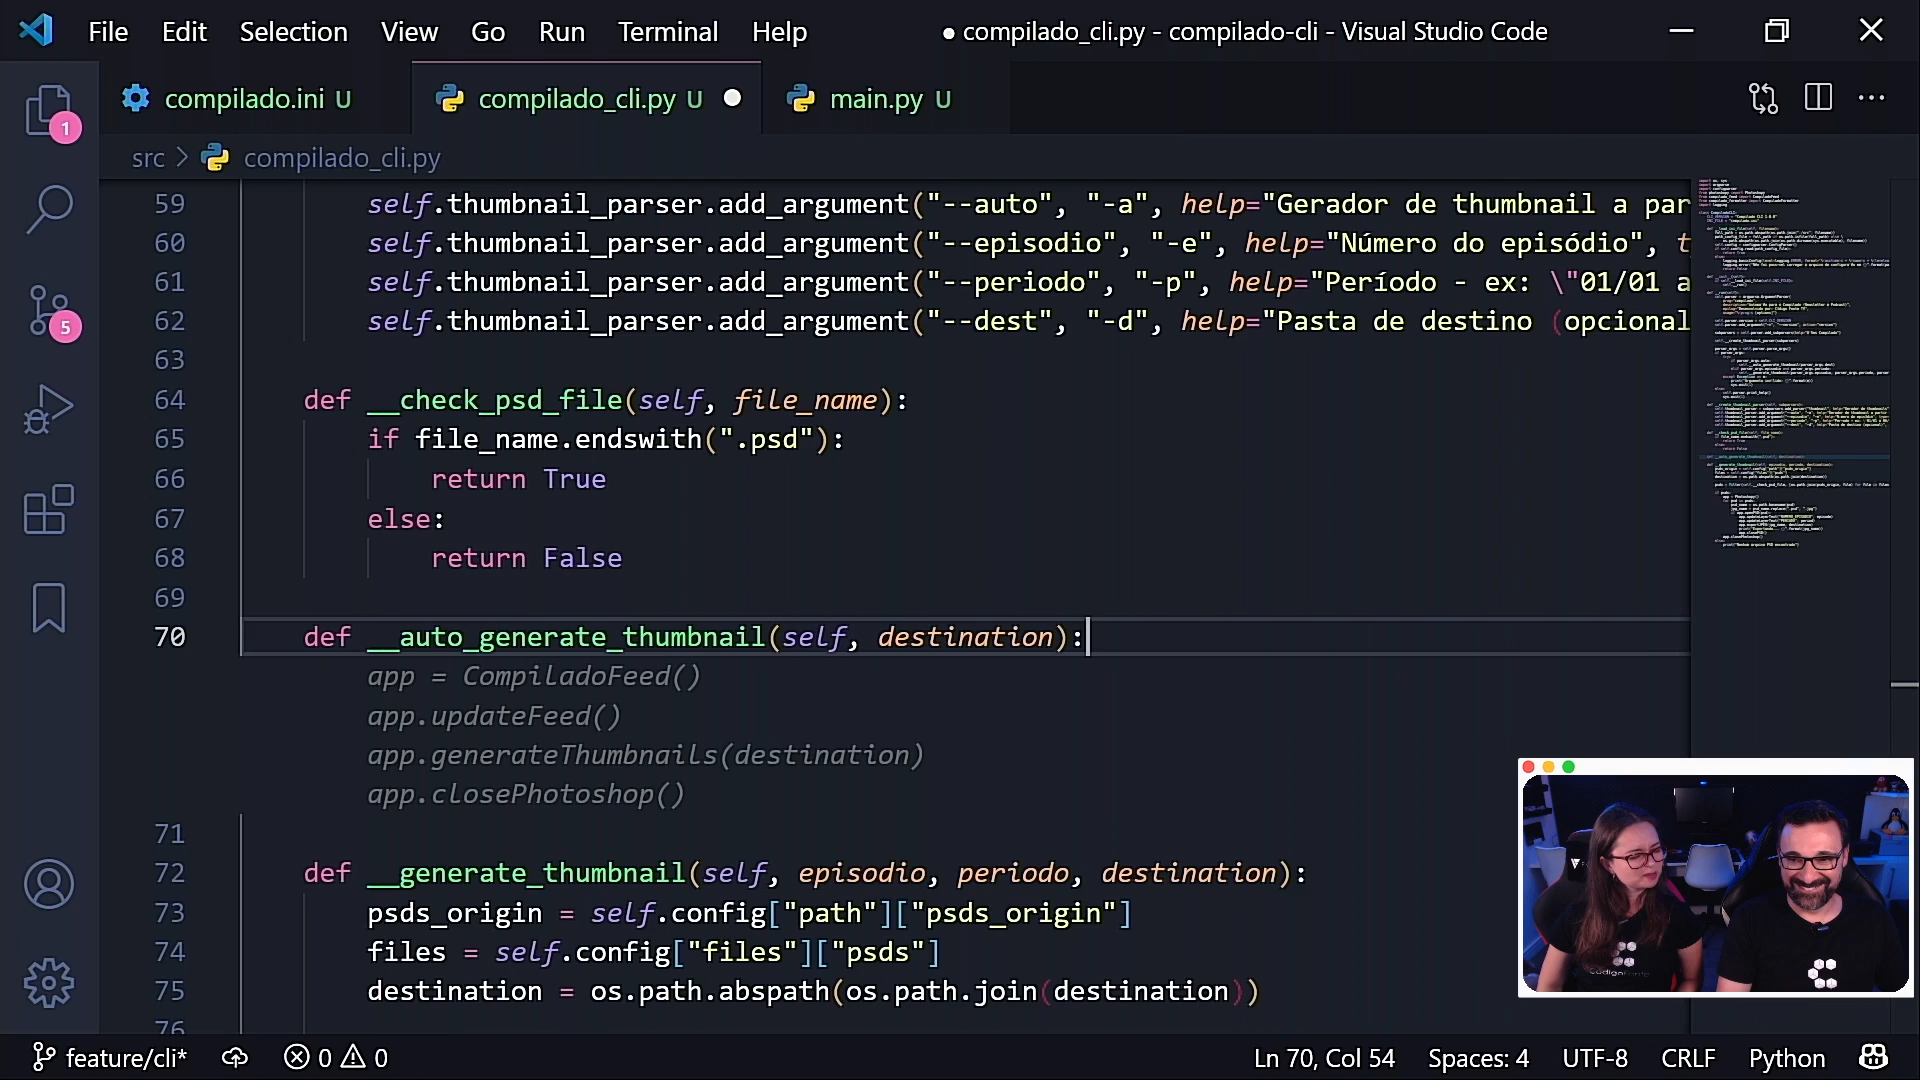 File Edit Selection View Go Run Terminal Help
● compilado_cli.py - compilado-cli - Visual Studio Code
compilado.ini U
compilado_cli.py U
main.py U
src > compilado_cli.py
59 self.thumbnail_parser.add_argument("--auto", "-a", help="Gerador de thumbnail a par
60 self.thumbnail_parser.add_argument("--episodio", "-e", help="Número do episódio", t
61 self.thumbnail_parser.add_argument("--periodo", "-p", help="Período - ex: \"01/01 a
62 self.thumbnail_parser.add_argument("--dest", "-d", help="Pasta de destino (opcional
63
64 def __check_psd_file(self, file_name):
65 if file_name.endswith(".psd"):
66 return True
67 else:
68 return False
69
70 def __auto_generate_thumbnail(self, destination):
app = CompiladoFeed()
app.updateFeed()
app.generateThumbnails(destination)
app.closePhotoshop()
71
72 def __generate_thumbnail(self, episodio, periodo, destination):
73 psds_origin = self.config["path"]["psds_origin"]
74 files = self.config["files"]["psds"]
75 destination = os.path.abspath(os.path.join(destination))
76
1
5
feature/cli* 0 0
Ln 70, Col 54 Spaces: 4 UTF-8 CRLF Python